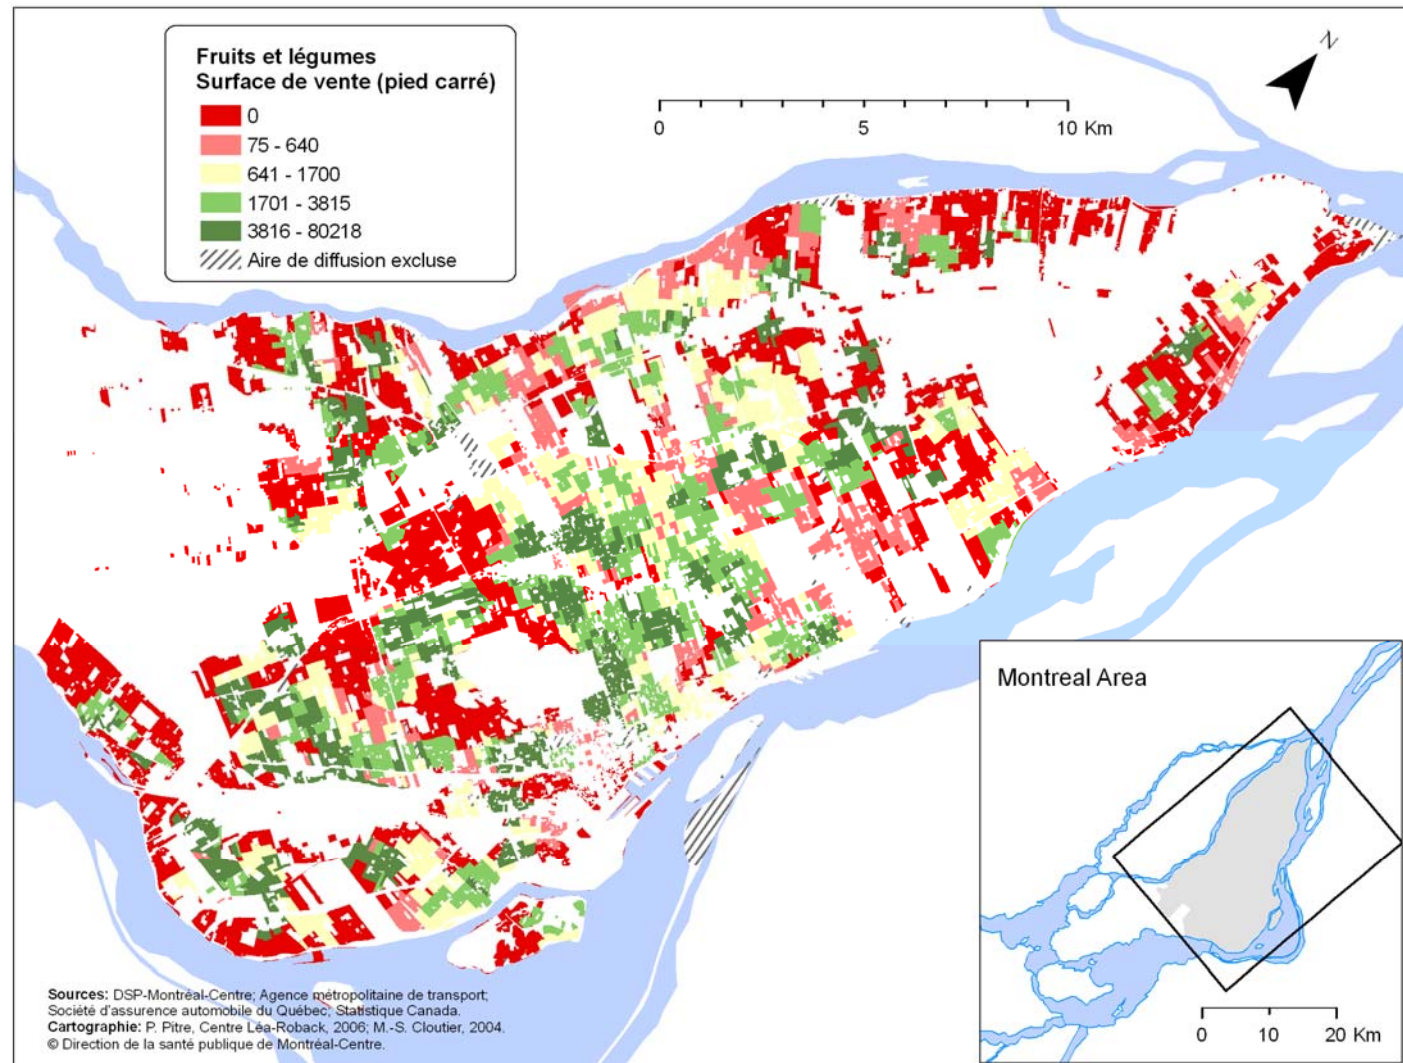 Fruits et légumes
Surface de vente (pied carré)
0
75 - 640
641 - 1700
1701 - 3815
3816 - 80218
Aire de diffusion excluse
N
0 5 10 Km
Montreal Area
0 10 20 Km
Sources: DSP-Montréal-Centre; Agence métropolitaine de transport;
Société d'assurance automobile du Québec; Statistique Canada.
Cartographie: P. Pitre, Centre Léa-Roback, 2006; M.-S. Cloutier, 2004.
© Direction de la santé publique de Montréal-Centre.